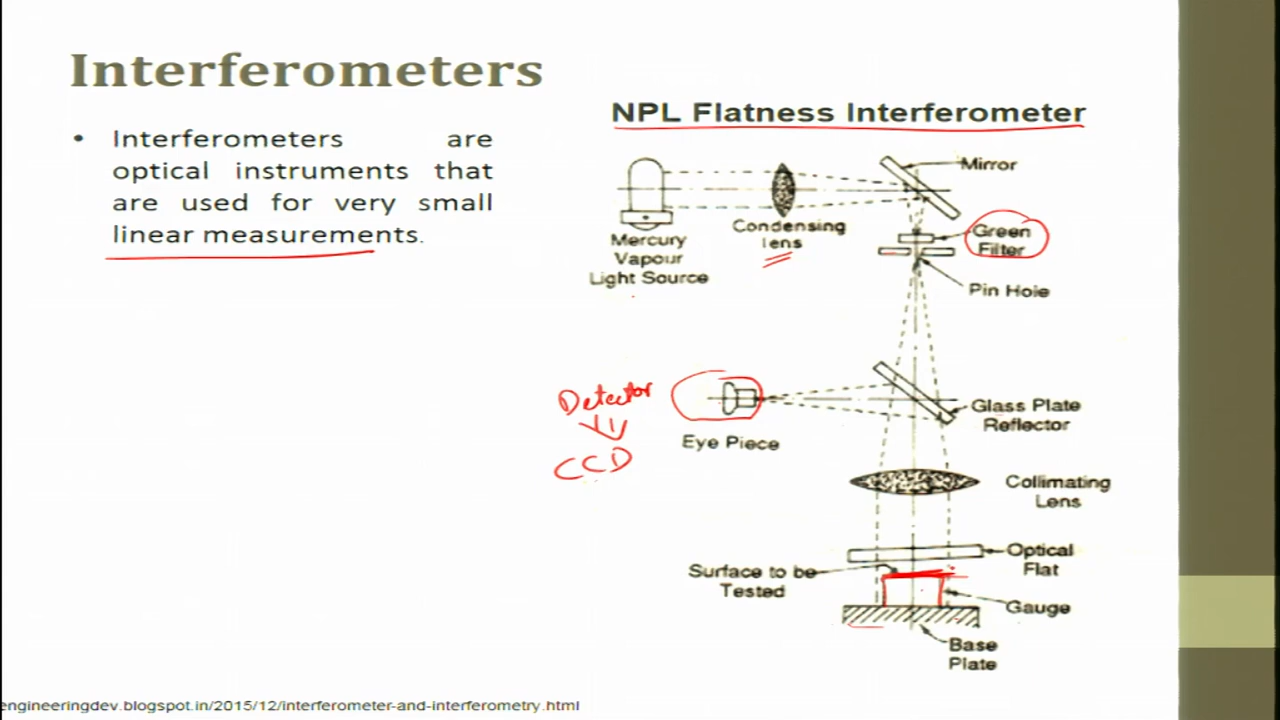 Interferometers
• Interferometers are
optical instruments that
are used for very small
linear measurements.
NPL Flatness Interferometer
Mirror
Mercury
Vapour
Light Source
Condensing
lens
Green
Filter
Pin Hole
Detector
CCD
Eye Piece
Glass Plate
Reflector
Collimating
Lens
Optical
Flat
Surface to be
Tested
Gauge
Base
Plate
engineeringdev.blogspot.in/2015/12/interferometer-and-interferometry.html